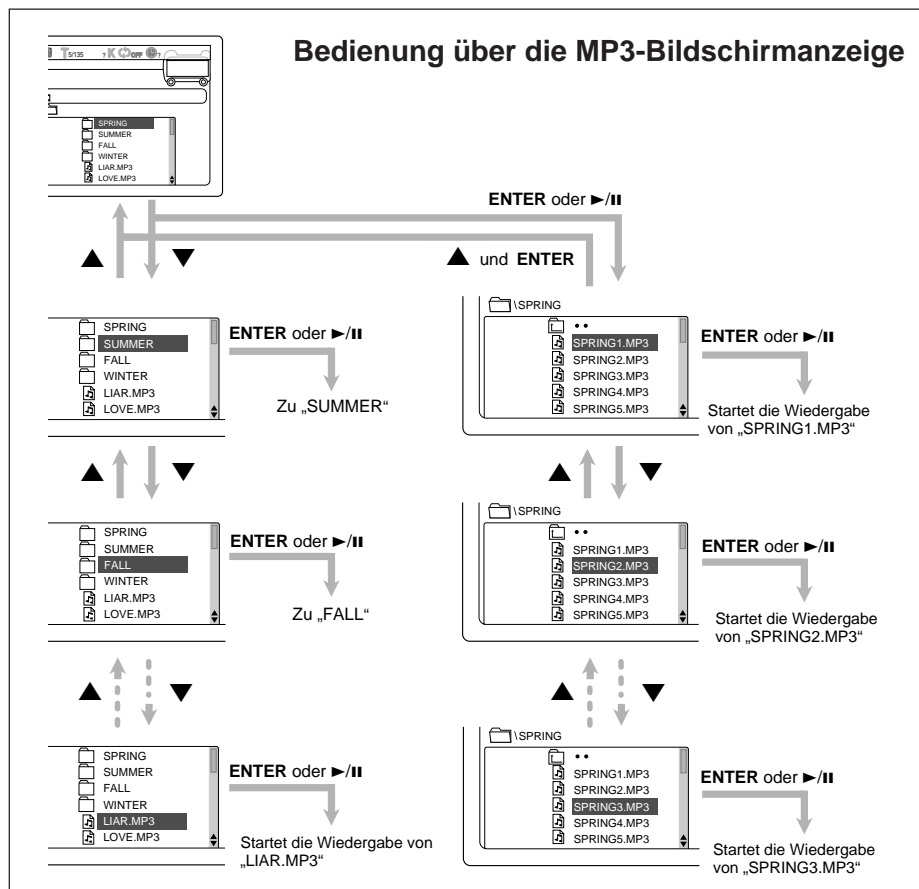 Bedienung über die MP3-Bildschirmanzeige
T5/135 ? K OFF ?
SPRING
SUMMER
FALL
WINTER
LIAR.MP3
LOVE.MP3
ENTER oder ►/II
▲ und ENTER
▲ ▼
SPRING
SUMMER
FALL
WINTER
LIAR.MP3
LOVE.MP3
ENTER oder ►/II
Zu „SUMMER“
\SPRING
••
SPRING1.MP3
SPRING2.MP3
SPRING3.MP3
SPRING4.MP3
SPRING5.MP3
ENTER oder ►/II
Startet die Wiedergabe
von „SPRING1.MP3“
▲ ▼
▲ ▼
SPRING
SUMMER
FALL
WINTER
LIAR.MP3
LOVE.MP3
ENTER oder ►/II
Zu „FALL“
\SPRING
••
SPRING1.MP3
SPRING2.MP3
SPRING3.MP3
SPRING4.MP3
SPRING5.MP3
ENTER oder ►/II
Startet die Wiedergabe
von „SPRING2.MP3“
▲ ▼
▲ ▼
SPRING
SUMMER
FALL
WINTER
LIAR.MP3
LOVE.MP3
ENTER oder ►/II
Startet die Wiedergabe von
„LIAR.MP3“
\SPRING
••
SPRING1.MP3
SPRING2.MP3
SPRING3.MP3
SPRING4.MP3
SPRING5.MP3
ENTER oder ►/II
Startet die Wiedergabe
von „SPRING3.MP3“